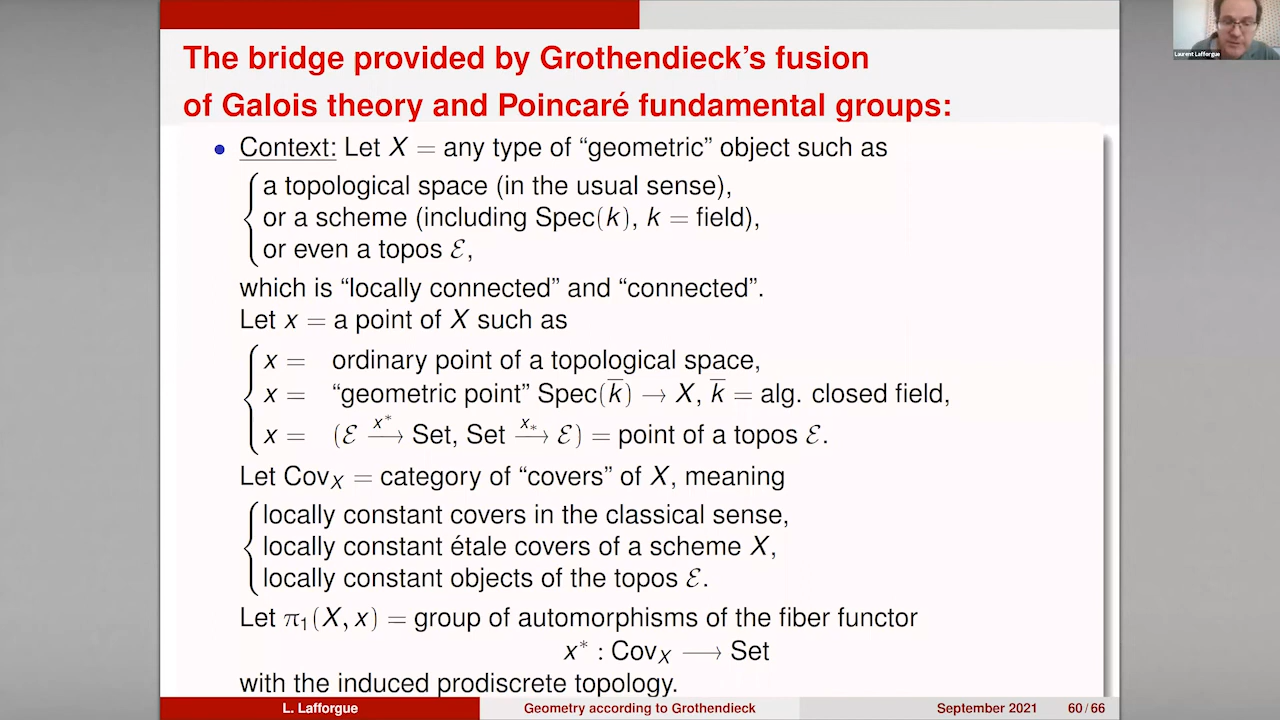 The bridge provided by Grothendieck's fusion
of Galois theory and Poincaré fundamental groups:
• Context: Let X = any type of “geometric” object such as
a topological space (in the usual sense),
or a scheme (including Spec(k), k = field),
or even a topos ℰ,
which is “locally connected” and “connected”.
Let x = a point of X such as
x = ordinary point of a topological space,
x = “geometric point” Spec(k̅) → X, k̅ = alg. closed field,
x = (ℰ —x*→ Set, Set —x_*→ ℰ) = point of a topos ℰ.
Let Cov_X = category of “covers” of X, meaning
locally constant covers in the classical sense,
locally constant étale covers of a scheme X,
locally constant objects of the topos ℰ.
Let π₁(X, x) = group of automorphisms of the fiber functor
x* : Cov_X ⟶ Set
with the induced prodiscrete topology.
L. Lafforgue Geometry according to Grothendieck September 2021 60 / 66
Laurent Lafforgue